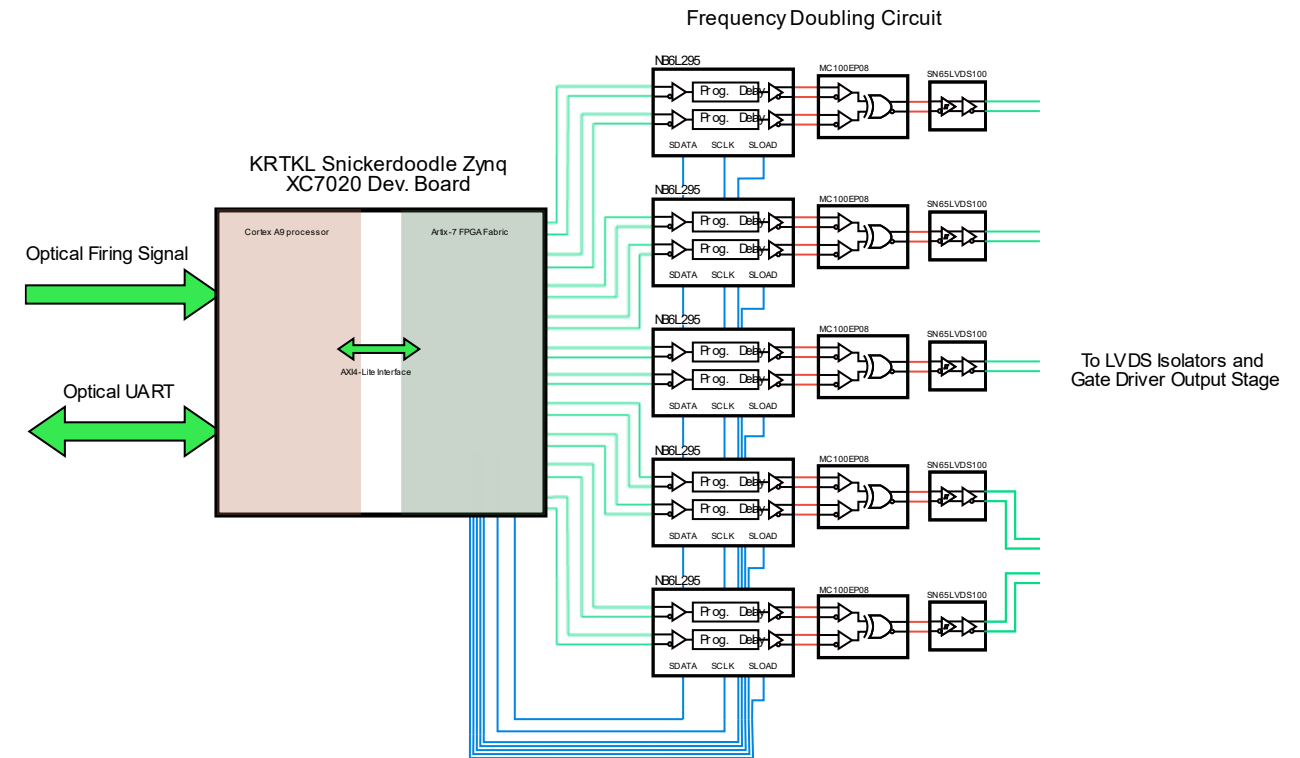 Frequency Doubling Circuit
KRTKL Snickerdoodle Zynq
XC7020 Dev. Board
Cortex A9 processor
Artix-7 FPGA Fabric
Optical Firing Signal
AXI4-Lite Interface
Optical UART
NB6L295
Prog. Delay
Prog. Delay
SDATA SCLK SLOAD
MC100EP08
SN65LVDS100
NB6L295
Prog. Delay
Prog. Delay
SDATA SCLK SLOAD
MC100EP08
SN65LVDS100
NB6L295
Prog. Delay
Prog. Delay
SDATA SCLK SLOAD
MC100EP08
SN65LVDS100
NB6L295
Prog. Delay
Prog. Delay
SDATA SCLK SLOAD
MC100EP08
SN65LVDS100
NB6L295
Prog. Delay
Prog. Delay
SDATA SCLK SLOAD
MC100EP08
SN65LVDS100
To LVDS Isolators and
Gate Driver Output Stage